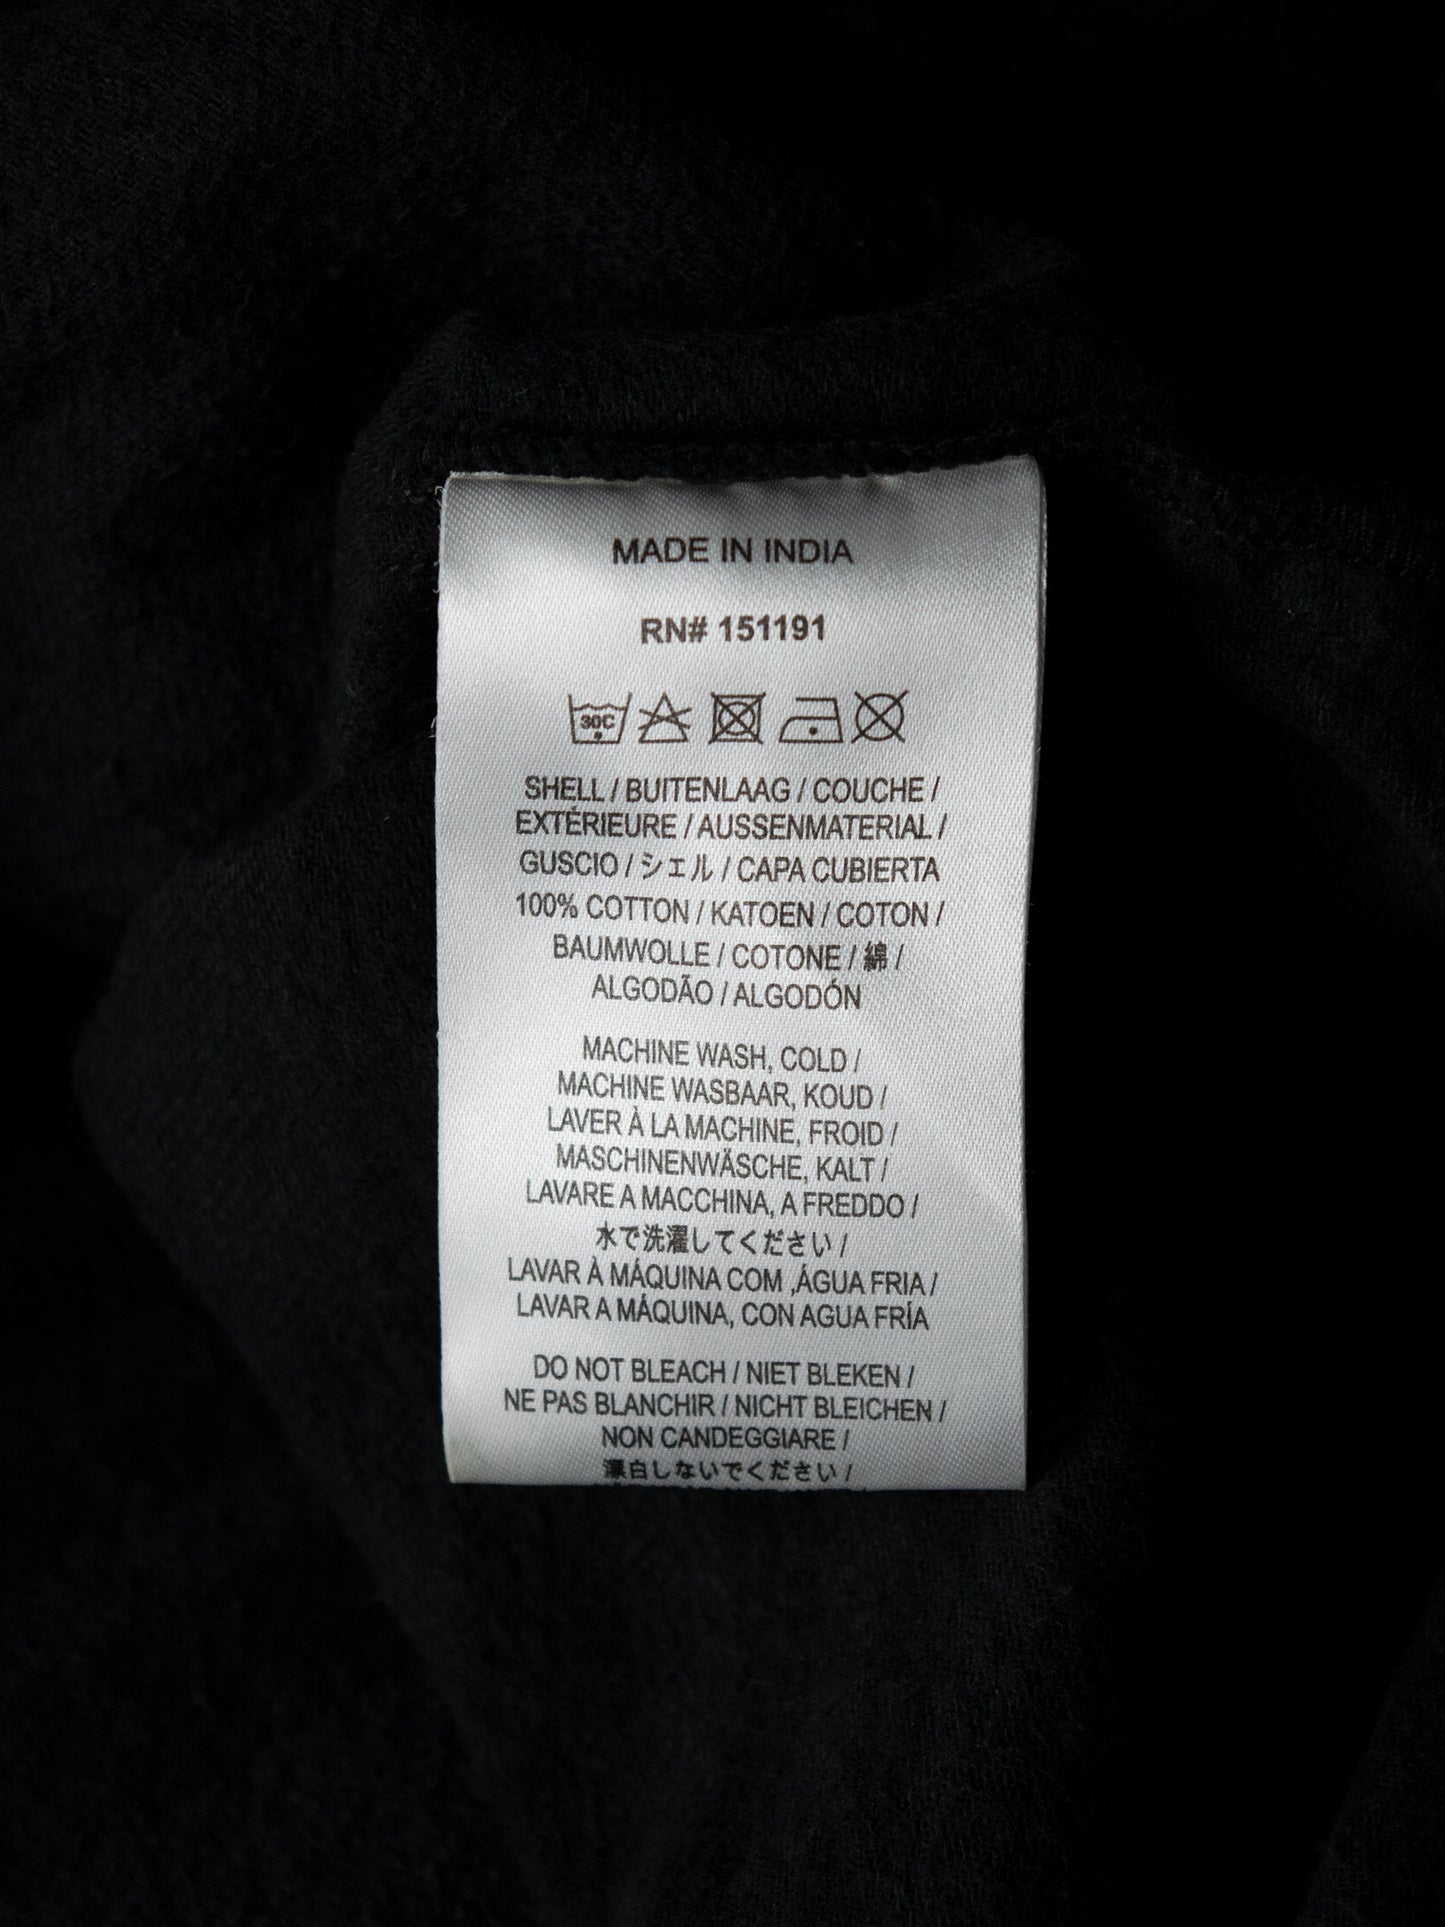 MADE IN INDIA
RN# 151191
30C
SHELL / BUITENLAAG / COUCHE /
EXTÉRIEURE / AUSSENMATERIAL /
GUSCIO / シェル / CAPA CUBIERTA
100% COTTON / KATOEN / COTON /
BAUMWOLLE / COTONE / 綿 /
ALGODÃO / ALGODÓN
MACHINE WASH, COLD /
MACHINE WASBAAR, KOUD /
LAVER À LA MACHINE, FROID /
MASCHINENWÄSCHE, KALT /
LAVARE A MACCHINA, A FREDDO /
水で洗濯してください /
LAVAR À MÁQUINA COM ,ÁGUA FRIA /
LAVAR A MÁQUINA, CON AGUA FRÍA
DO NOT BLEACH / NIET BLEKEN /
NE PAS BLANCHIR / NICHT BLEICHEN /
NON CANDEGGIARE /
漂白しないでください /